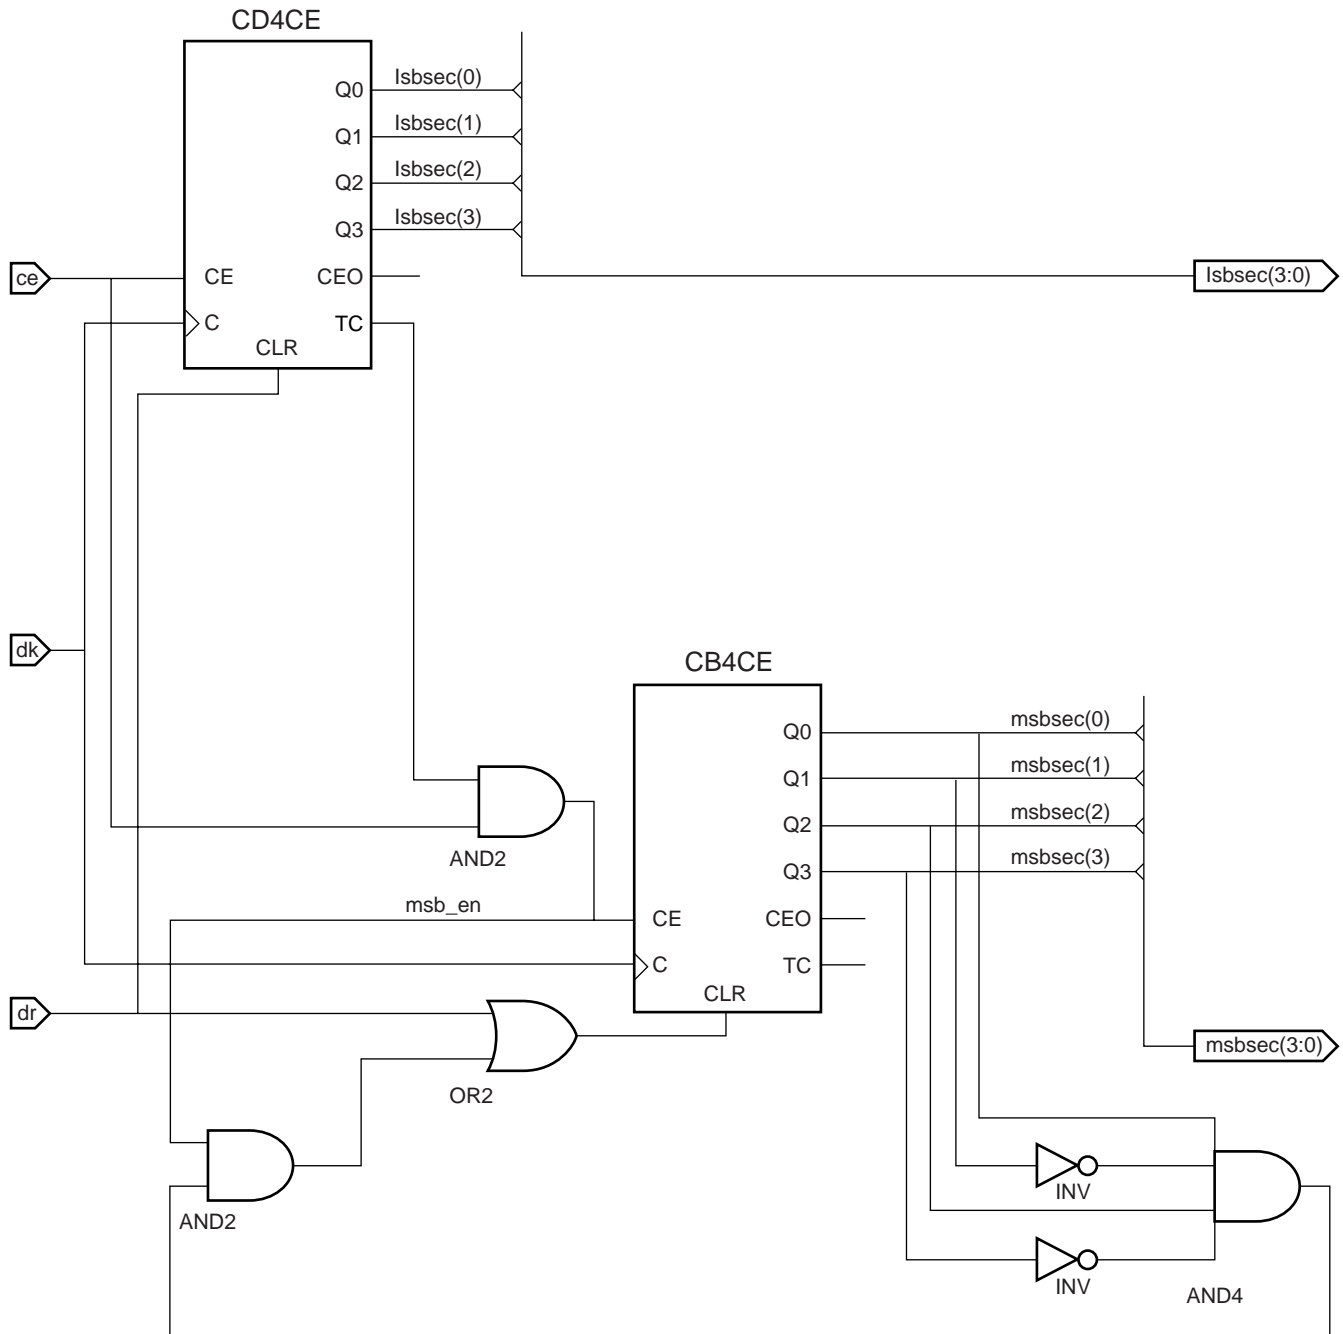 CD4CE
Q0
lsbsec(0)
Q1
lsbsec(1)
Q2
lsbsec(2)
Q3
lsbsec(3)
ce
CE
CEO
lsbsec(3:0)
C
TC
CLR
dk
CB4CE
Q0
msbsec(0)
Q1
msbsec(1)
Q2
msbsec(2)
AND2
Q3
msbsec(3)
msb_en
CE
CEO
C
TC
CLR
dr
msbsec(3:0)
OR2
INV
AND2
INV
AND4